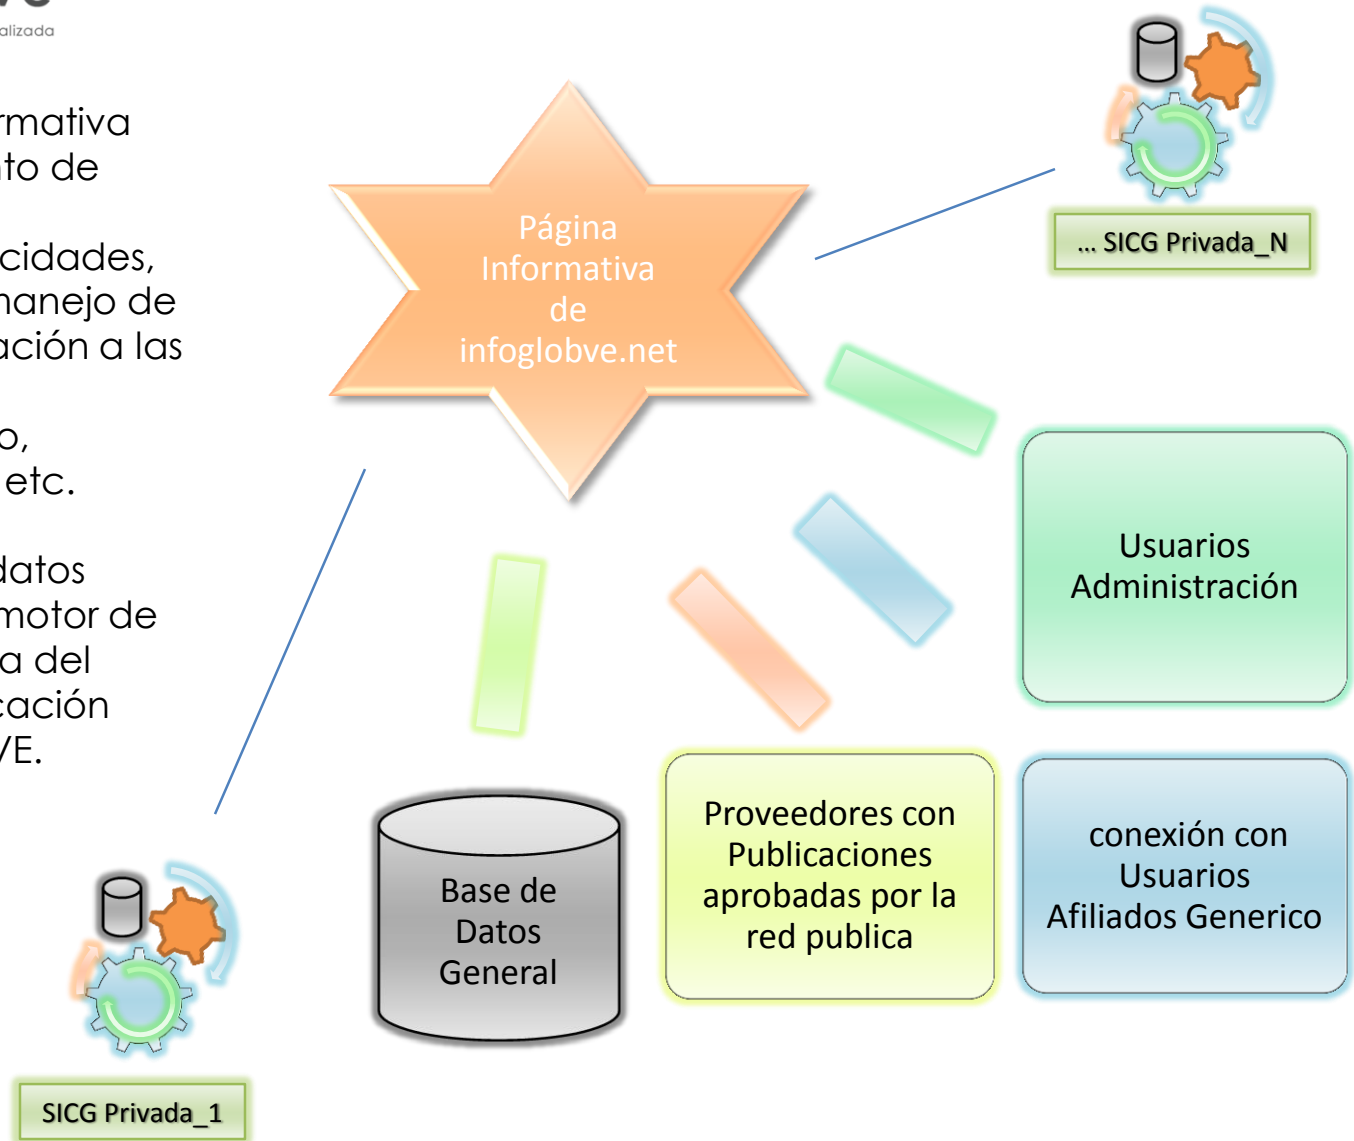 alizada
rmativa
nto de
cidades,
nanejo de
ación a las
o,
etc.
datos
motor de
a del
cación
VE.
Página
Informativa
de
infoglobve.net
... SICG Privada_N
Usuarios
Administración
Base de
Datos
General
Proveedores con
Publicaciones
aprobadas por la
red publica
conexión con
Usuarios
Afiliados Generico
SICG Privada_1